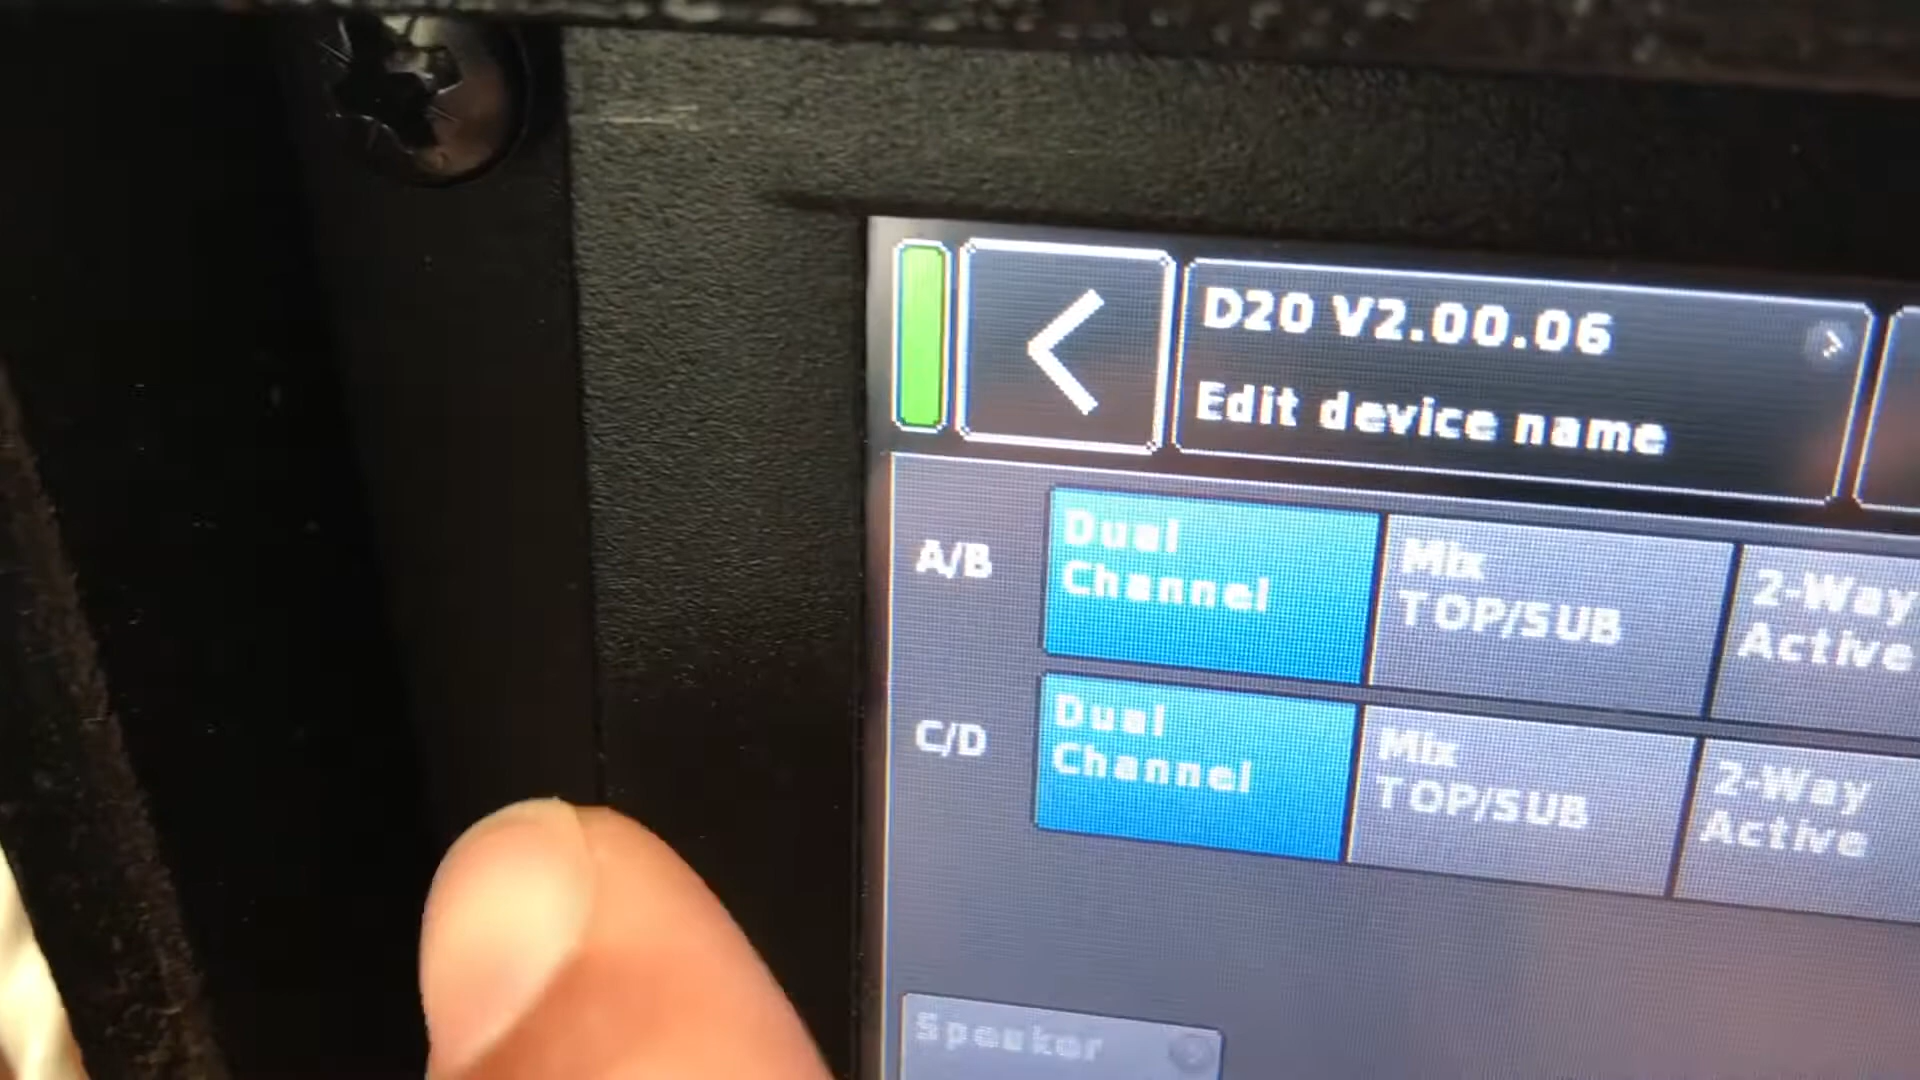 D20 V2.00.06
Edit device name
A/B
Dual
Channel
Mix
TOP/SUB
2-Way
Active
C/D
Dual
Channel
Mix
TOP/SUB
2-Way
Active
Speaker